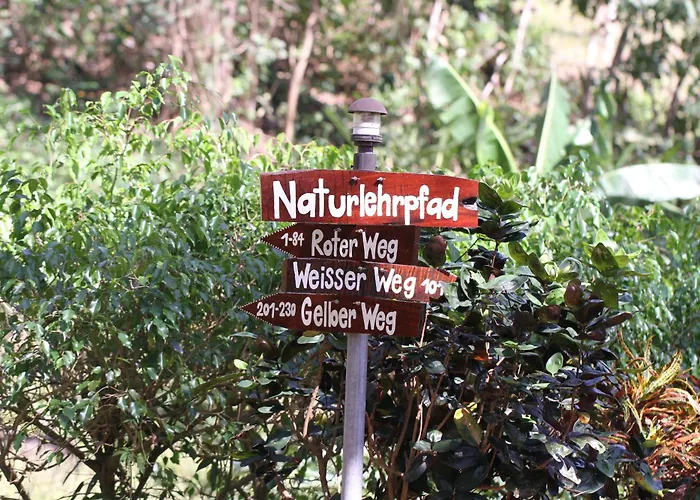 Naturlehrpfad
1-84 Roter Weg
Weisser Weg
201-230 Gelber Weg